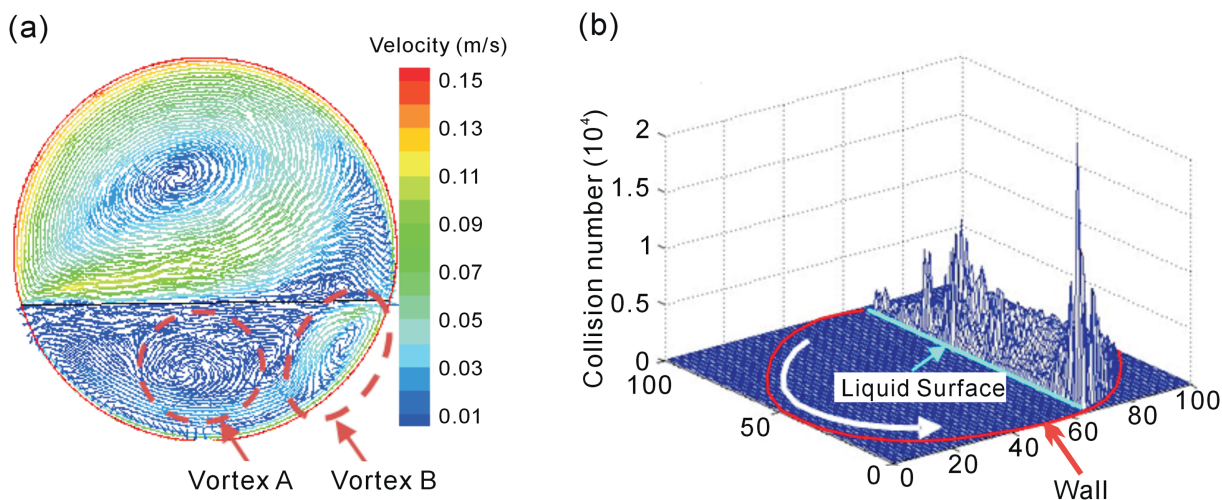 (a)
Velocity (m/s)
0.15
0.13
0.11
0.09
0.07
0.05
0.03
0.01
Vortex A
Vortex B
(b)
Collision number (10⁴)
2
1.5
1
0.5
0
100
50
0
0
20
40
60
80
100
Liquid Surface
Wall